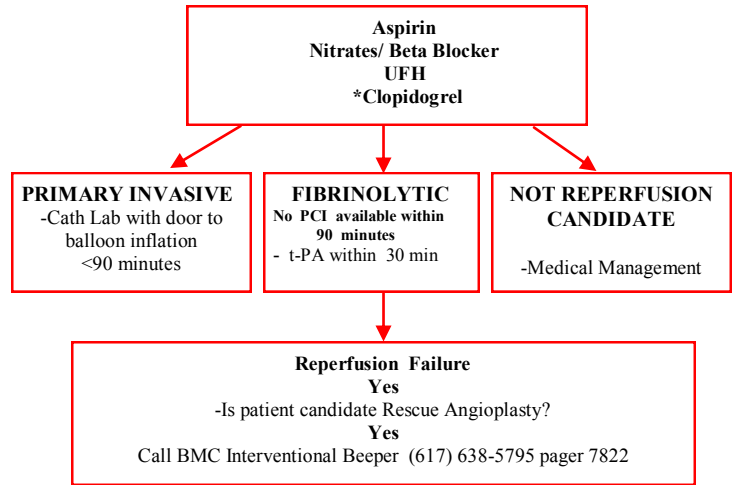 Aspirin
Nitrates/ Beta Blocker
UFH
*Clopidogrel
PRIMARY INVASIVE
-Cath Lab with door to
balloon inflation
<90 minutes
FIBRINOLYTIC
No PCI available within
90 minutes
- t-PA within 30 min
NOT REPERFUSION
CANDIDATE
-Medical Management
Reperfusion Failure
Yes
-Is patient candidate Rescue Angioplasty?
Yes
Call BMC Interventional Beeper (617) 638-5795 pager 7822